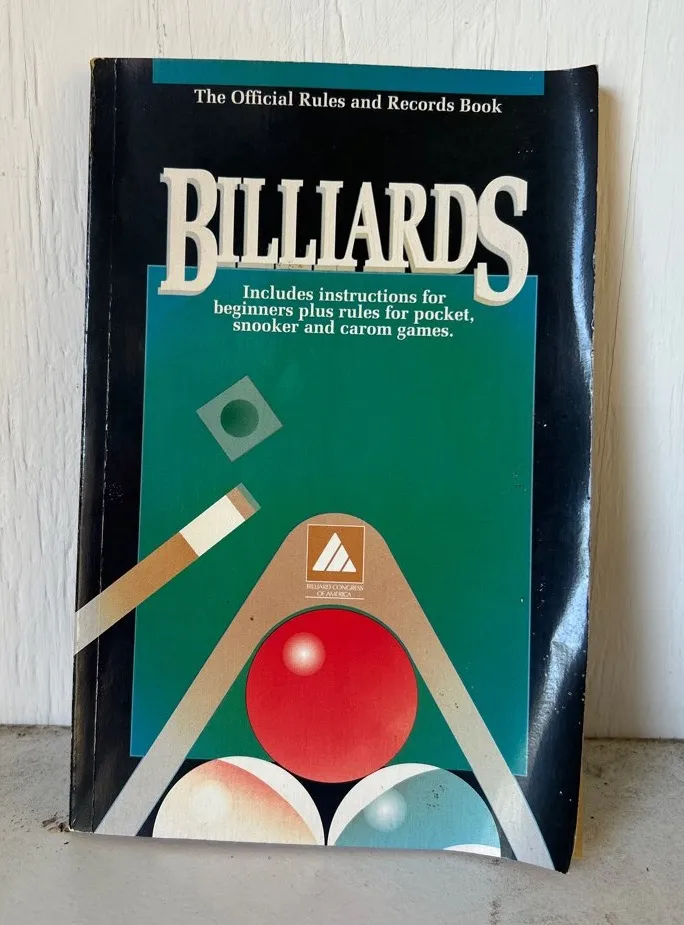 The Official Rules and Records Book
BILLIARDS
Includes instructions for
beginners plus rules for pocket,
snooker and carom games.
BILLIARD CONGRESS
OF AMERICA